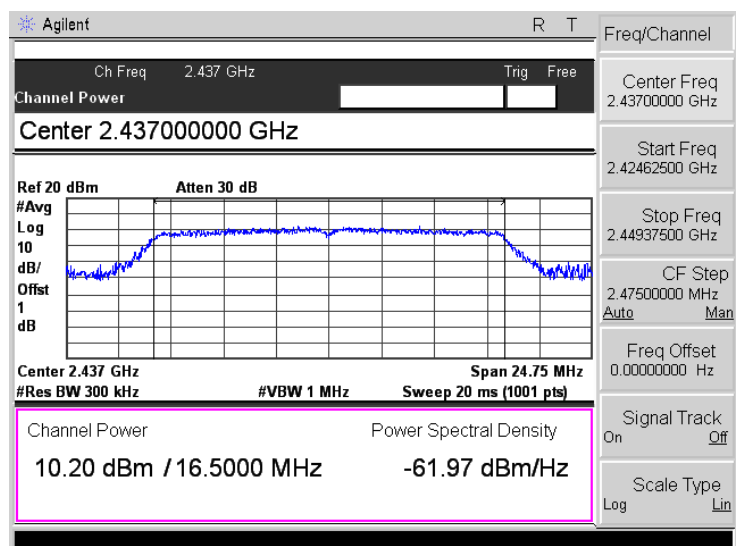 Agilent R T
Freq/Channel
Ch Freq 2.437 GHz Trig Free
Channel Power
Center 2.437000000 GHz
Ref 20 dBm Atten 30 dB
#Avg
Log
10
dB/
Offst
1
dB
Center 2.437 GHz Span 24.75 MHz
#Res BW 300 kHz #VBW 1 MHz Sweep 20 ms (1001 pts)
Channel Power Power Spectral Density
10.20 dBm / 16.5000 MHz -61.97 dBm/Hz
Center Freq
2.43700000 GHz
Start Freq
2.42462500 GHz
Stop Freq
2.44937500 GHz
CF Step
2.47500000 MHz
Auto Man
Freq Offset
0.00000000 Hz
Signal Track
On Off
Scale Type
Log Lin